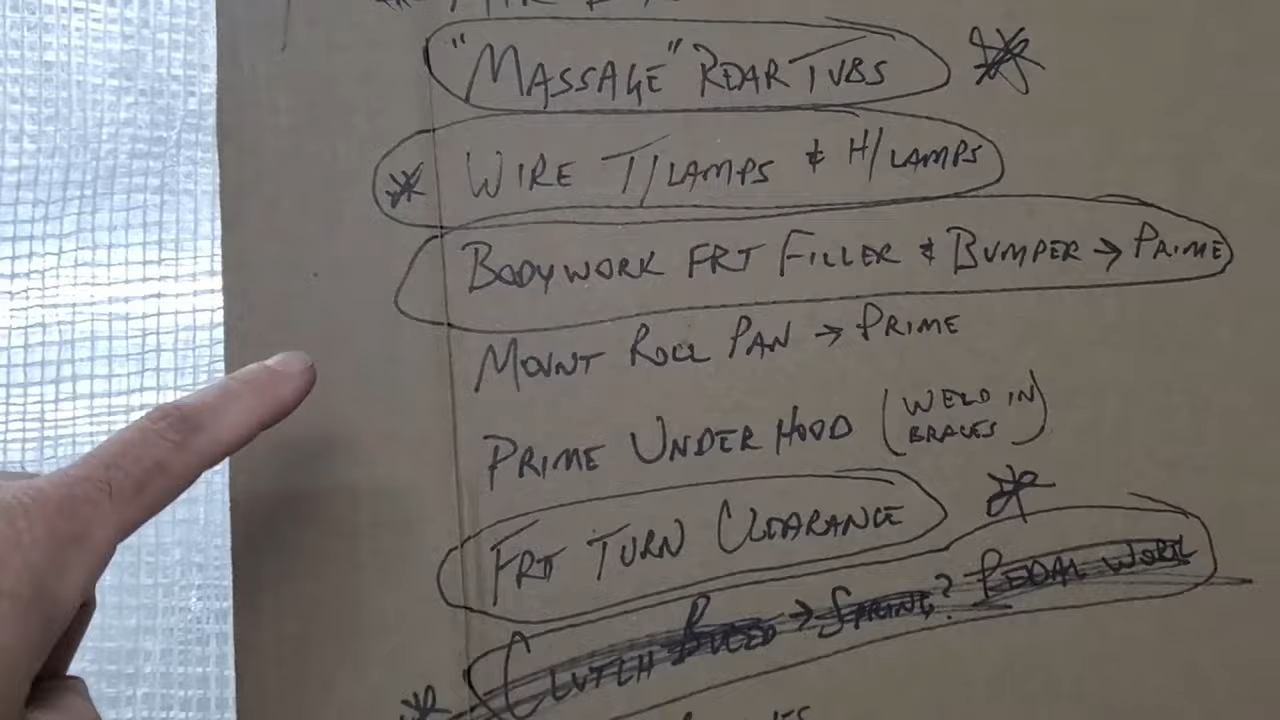 "MASSAGE" REAR TUBS
WIRE T/LAMPS & H/LAMPS
BODYWORK FRT FILLER & BUMPER → PRIME
MOUNT ROLL PAN → PRIME
PRIME UNDER HOOD (WELD IN BRACES)
FRT TURN CLEARANCE
CLUTCH BLEED → SPRING? PEDAL WORK